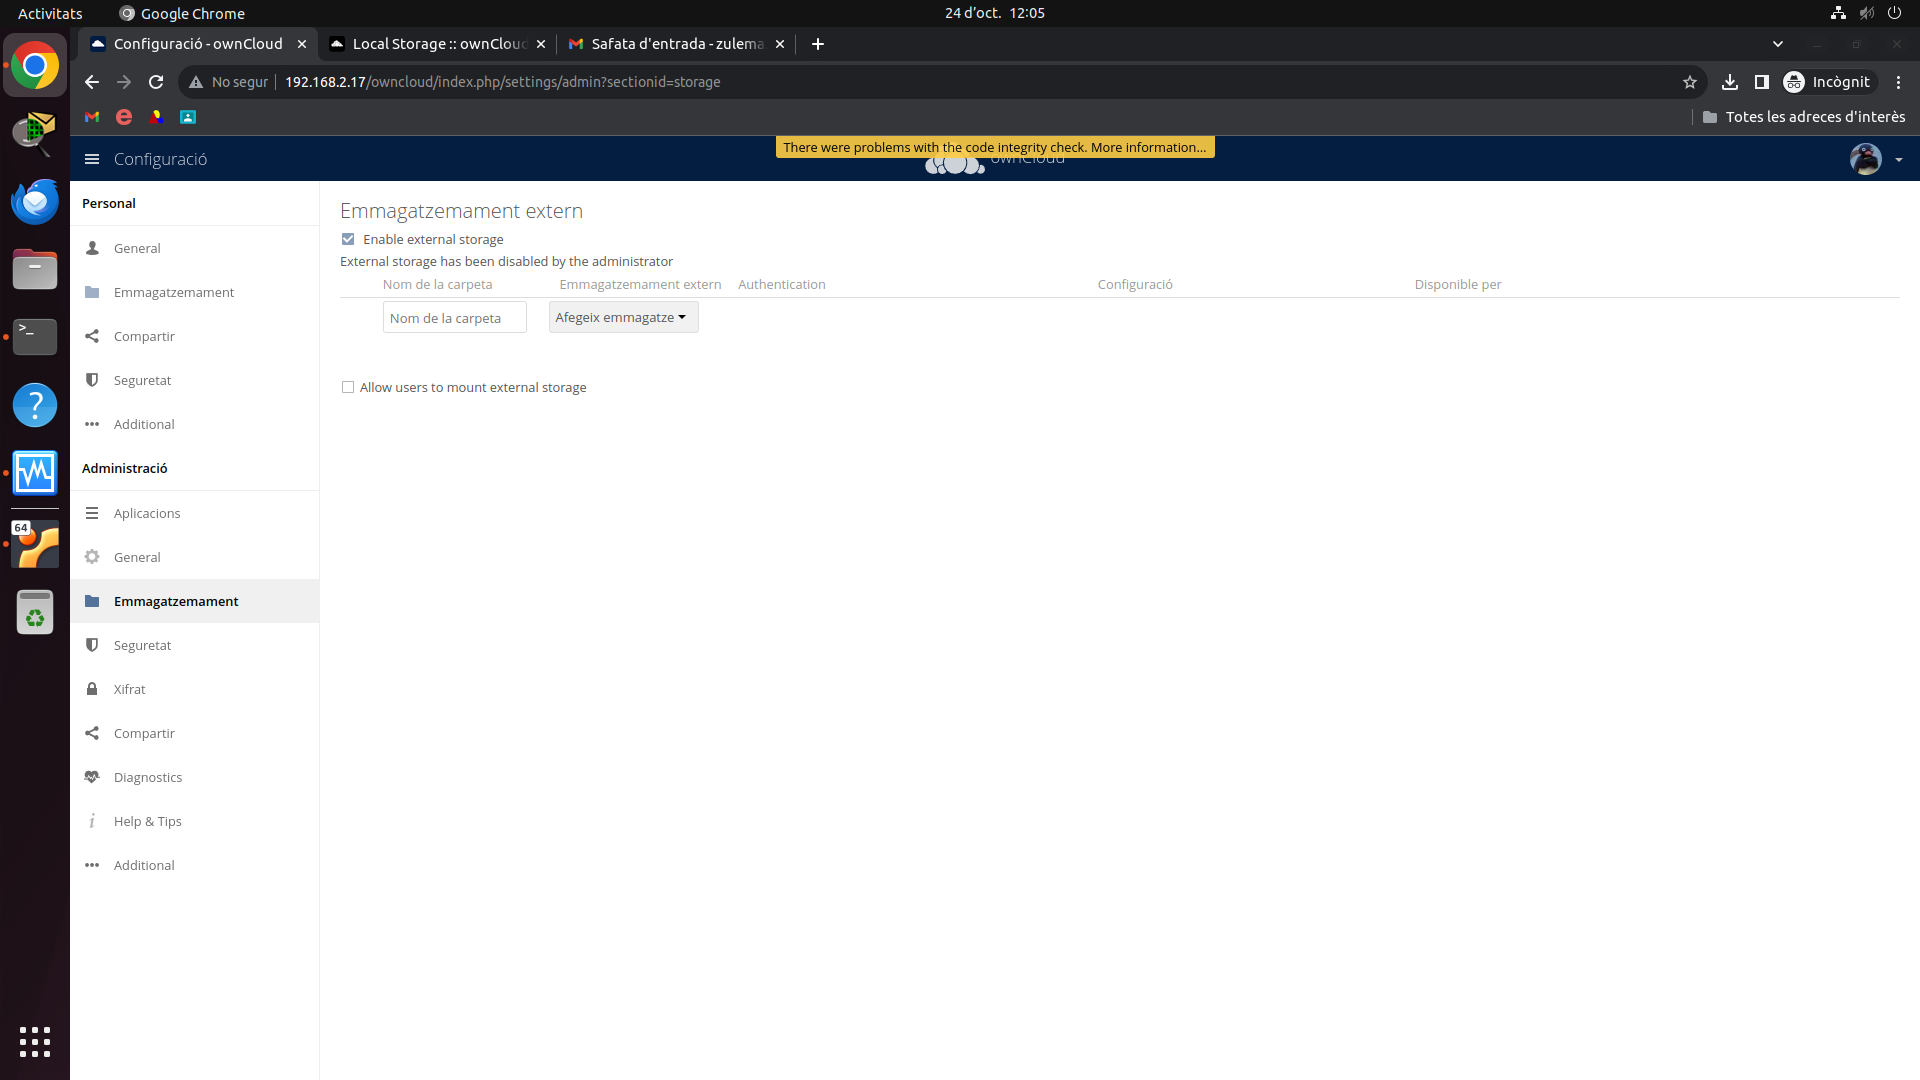 Activitats
Google Chrome
24 d'oct. 12:05
Configuració - ownCloud
Local Storage :: ownClou
Safata d'entrada - zulema
No segur
192.168.2.17/owncloud/index.php/settings/admin?sectionid=storage
Incògnit
Totes les adreces d'interès
Configuració
There were problems with the code integrity check. More information...
ownCloud
Personal
General
Emmagatzemament
Compartir
Seguretat
Additional
Administració
Aplicacions
General
Emmagatzemament
Seguretat
Xifrat
Compartir
Diagnostics
Help & Tips
Additional
Emmagatzemament extern
Enable external storage
External storage has been disabled by the administrator
Nom de la carpeta
Emmagatzemament extern
Authentication
Configuració
Disponible per
Nom de la carpeta
Afegeix emmagatze
Allow users to mount external storage
64